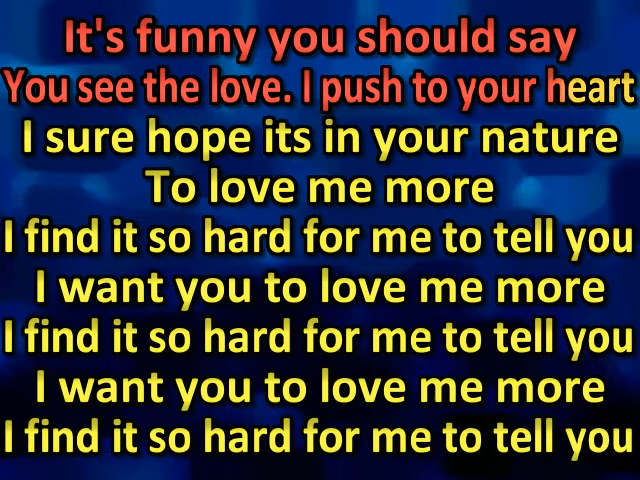 It's funny you should say
You see the love. I push to your heart
I sure hope its in your nature
To love me more
I find it so hard for me to tell you
I want you to love me more
I find it so hard for me to tell you
I want you to love me more
I find it so hard for me to tell you